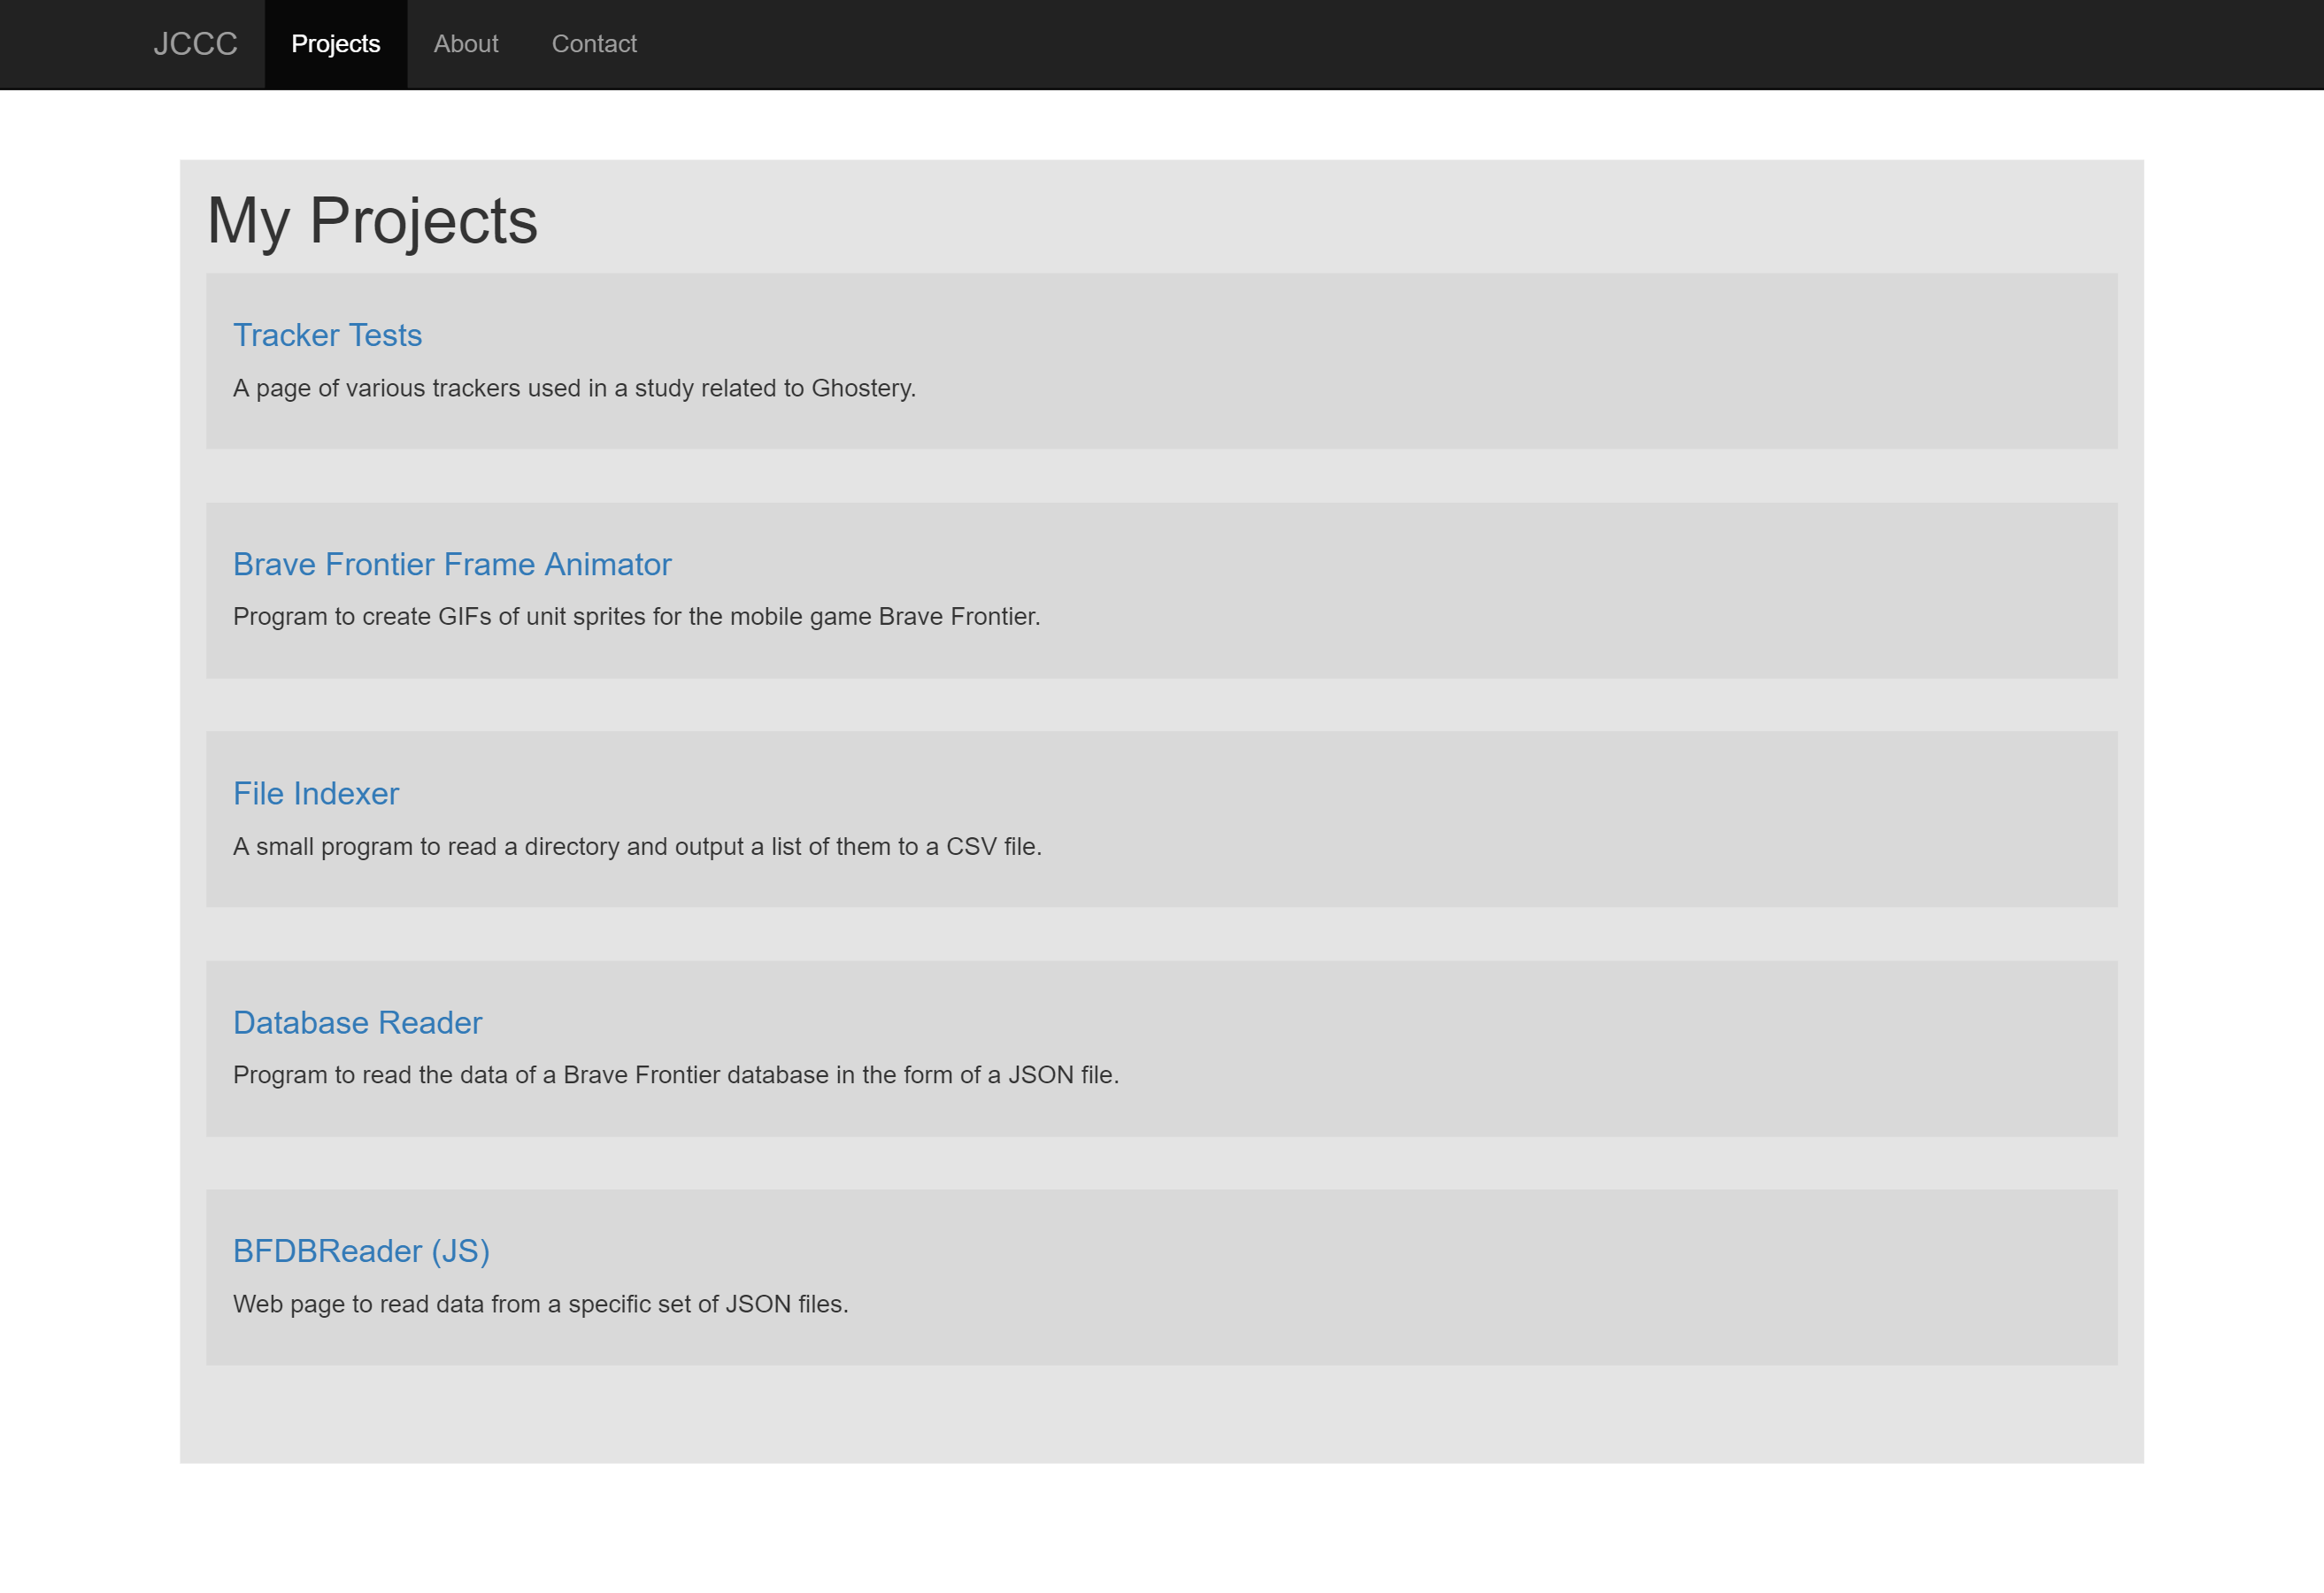 JCCC Projects About Contact
My Projects
Tracker Tests
A page of various trackers used in a study related to Ghostery.
Brave Frontier Frame Animator
Program to create GIFs of unit sprites for the mobile game Brave Frontier.
File Indexer
A small program to read a directory and output a list of them to a CSV file.
Database Reader
Program to read the data of a Brave Frontier database in the form of a JSON file.
BFDBReader (JS)
Web page to read data from a specific set of JSON files.